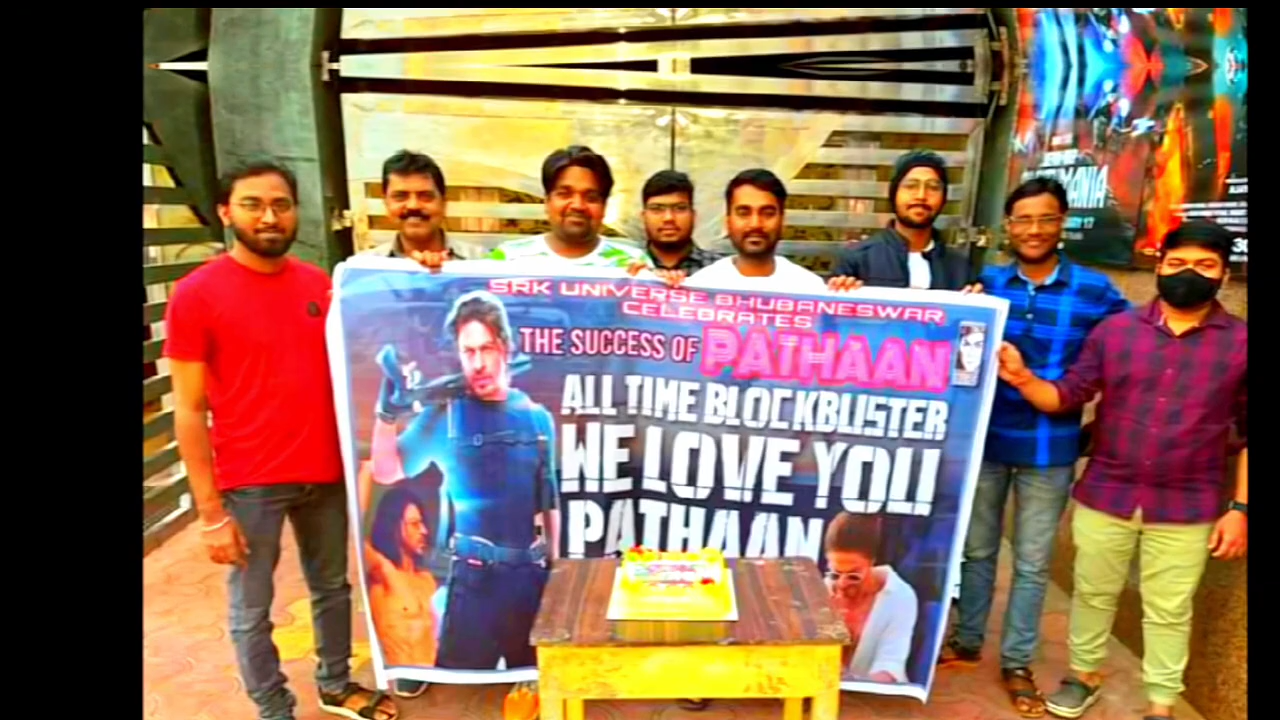 SRK UNIVERSE BHUBANESWAR
CELEBRATES
THE SUCCESS OF PATHAAN
ALL TIME BLOCKBUSTER
WE LOVE YOU
PATHAAN